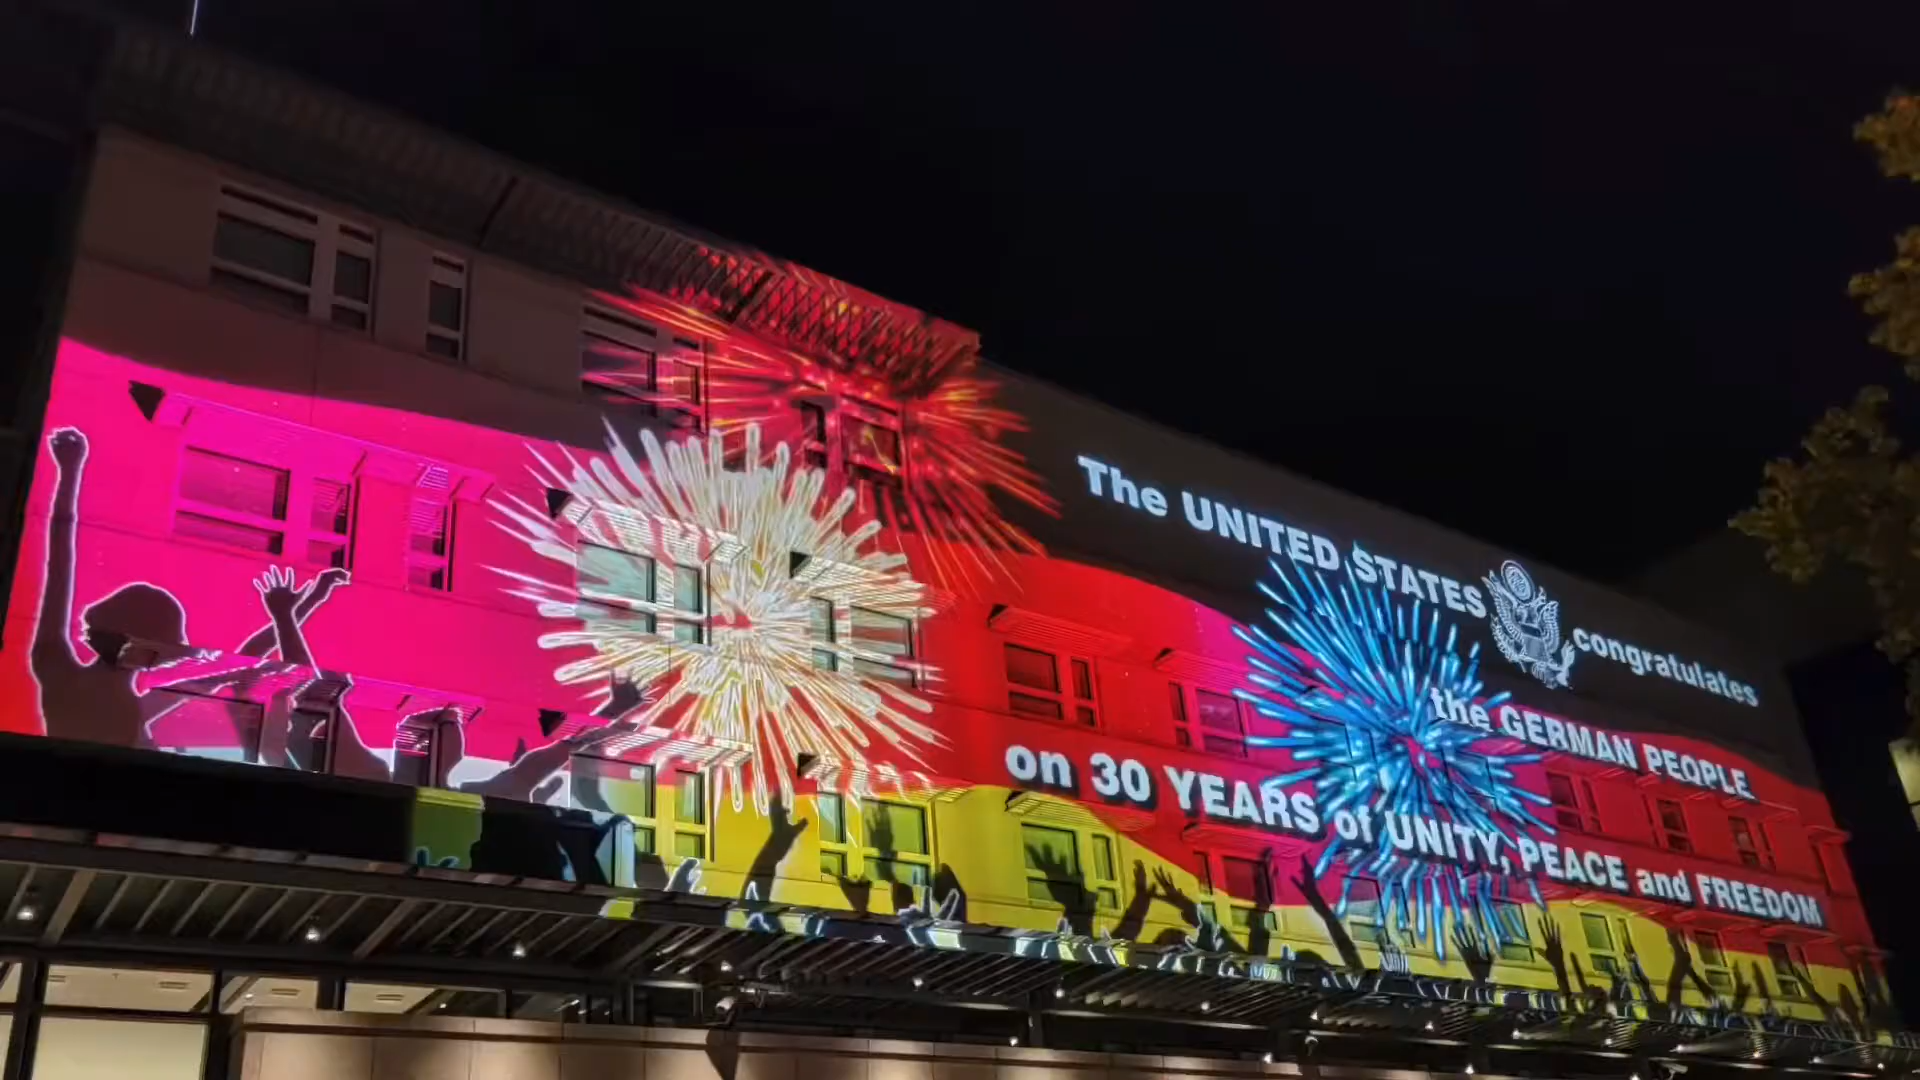 The UNITED STATES congratulates
the GERMAN PEOPLE
on 30 YEARS of UNITY, PEACE and FREEDOM